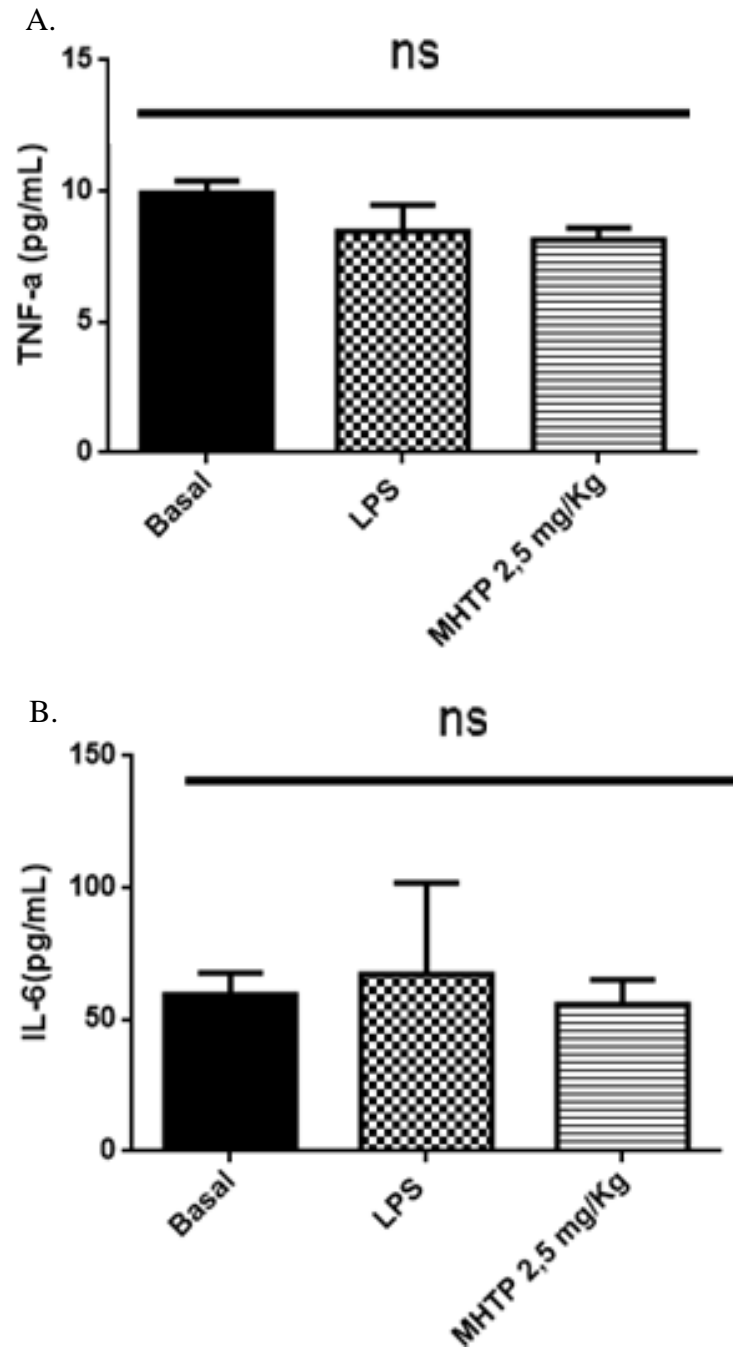 A.
ns
15
10
5
0
TNF-a (pg/mL)
Basal
LPS
MHTP 2,5 mg/Kg
B.
ns
150
100
50
0
IL-6(pg/mL)
Basal
LPS
MHTP 2,5 mg/Kg